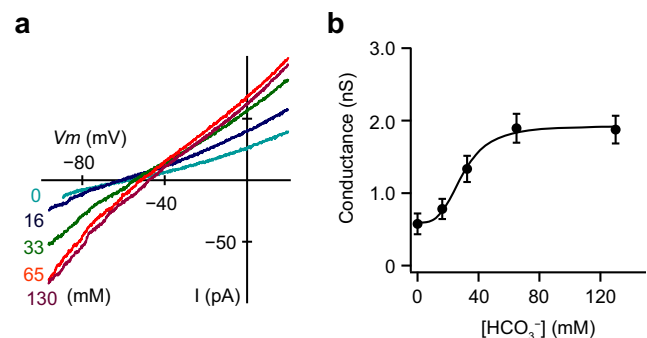 a
Vm (mV)
−80
−40
0
16
33
65
130 (mM)
−50
I (pA)
b
Conductance (nS)
3.0
2.0
1.0
0
0 40 80 120
[HCO₃⁻] (mM)